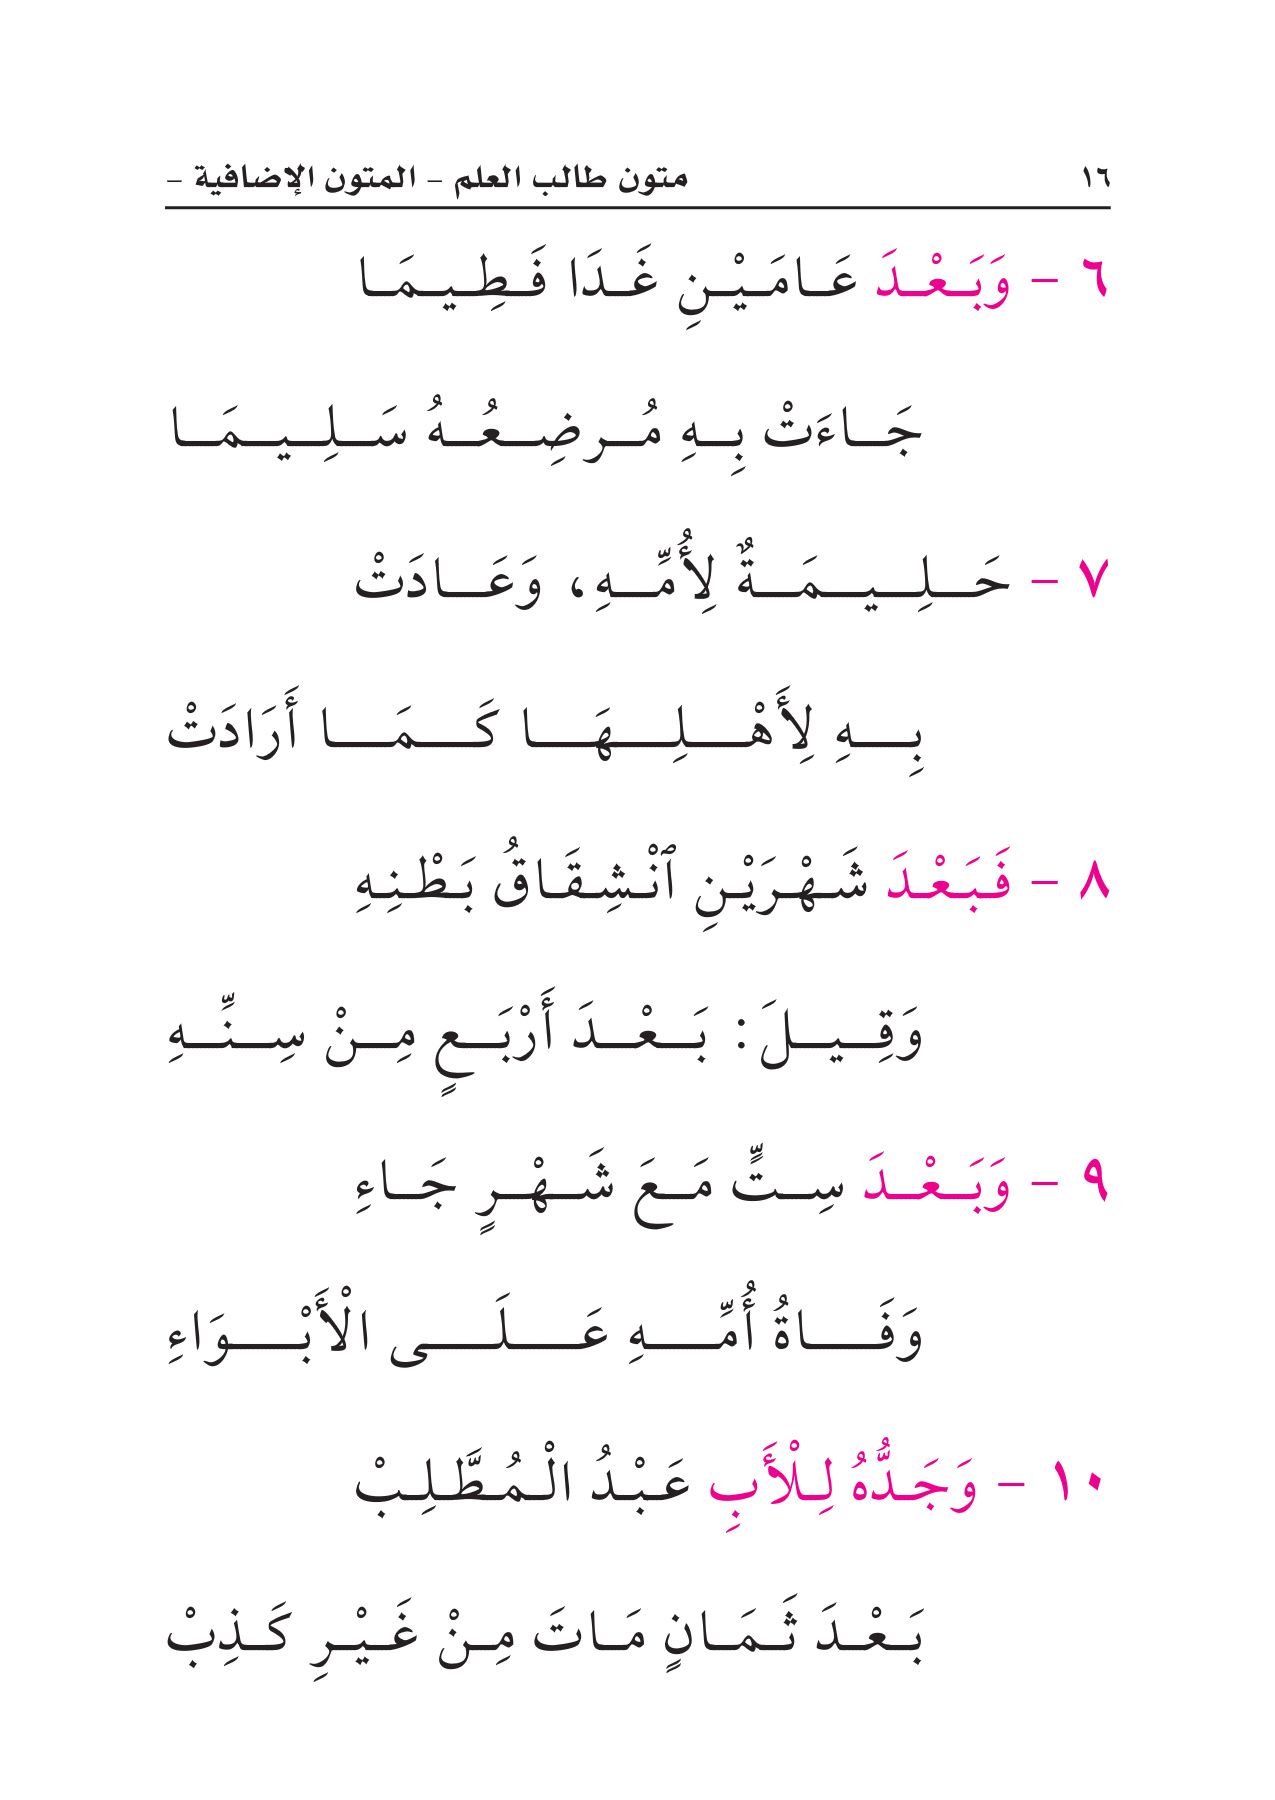 ١٦ متون طالب العلم – المتون الإضافية –
٦ – وَبَعْدَ عَامَيْنِ غَدَا فَطِيمَا
جَاءَتْ بِهِ مُرضِعُهُ سَلِيمَا
٧ – حَلِيمَةٌ لِأُمِّهِ، وَعَادَتْ
بِهِ لِأَهْلِهَا كَمَا أَرَادَتْ
٨ – فَبَعْدَ شَهْرَيْنِ ٱنْشِقَاقُ بَطْنِهِ
وَقِيلَ: بَعْدَ أَرْبَعٍ مِنْ سِنِّهِ
٩ – وَبَعْدَ سِتٍّ مَعَ شَهْرٍ جَاءِ
وَفَاةُ أُمِّهِ عَلَى الْأَبْوَاءِ
١٠ – وَجَدُّهُ لِلْأَبِ عَبْدُ الْمُطَّلِبْ
بَعْدَ ثَمَانٍ مَاتَ مِنْ غَيْرِ كَذِبْ